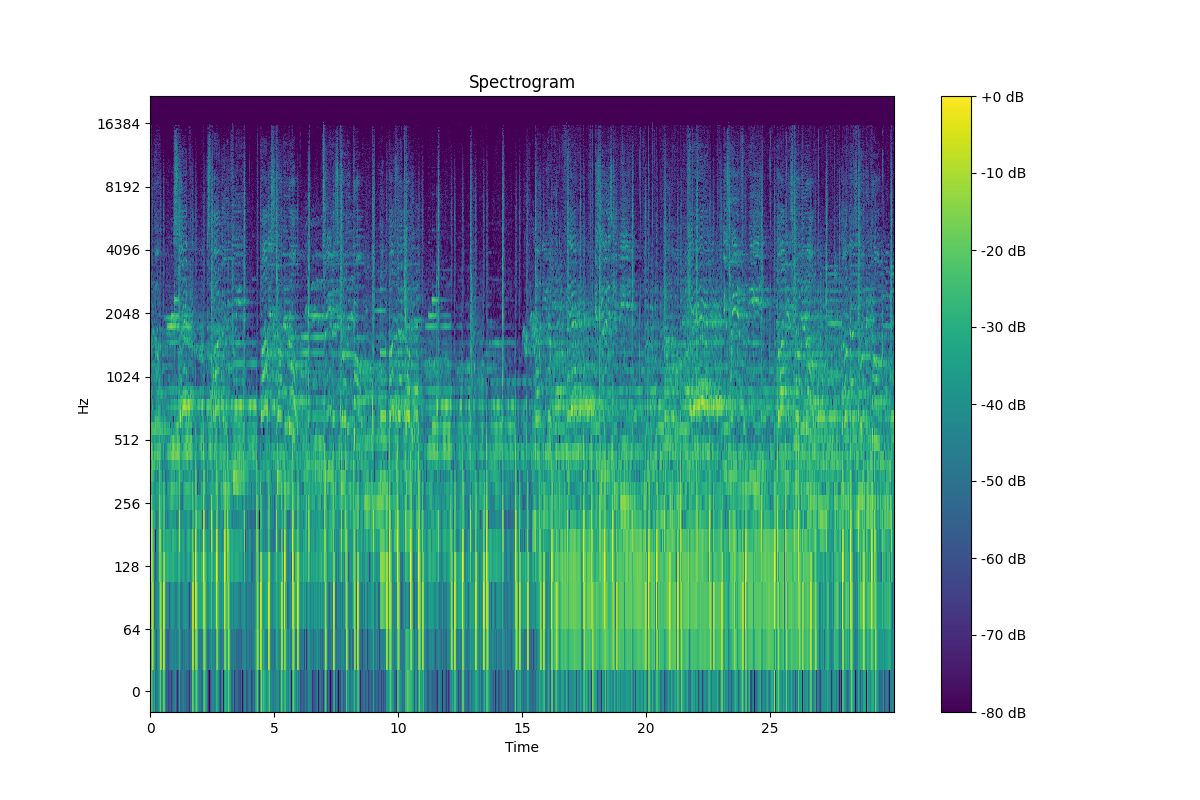 Spectrogram
16384
8192
4096
2048
1024
512
256
128
64
0
Hz
0 5 10 15 20 25
Time
+0 dB
-10 dB
-20 dB
-30 dB
-40 dB
-50 dB
-60 dB
-70 dB
-80 dB